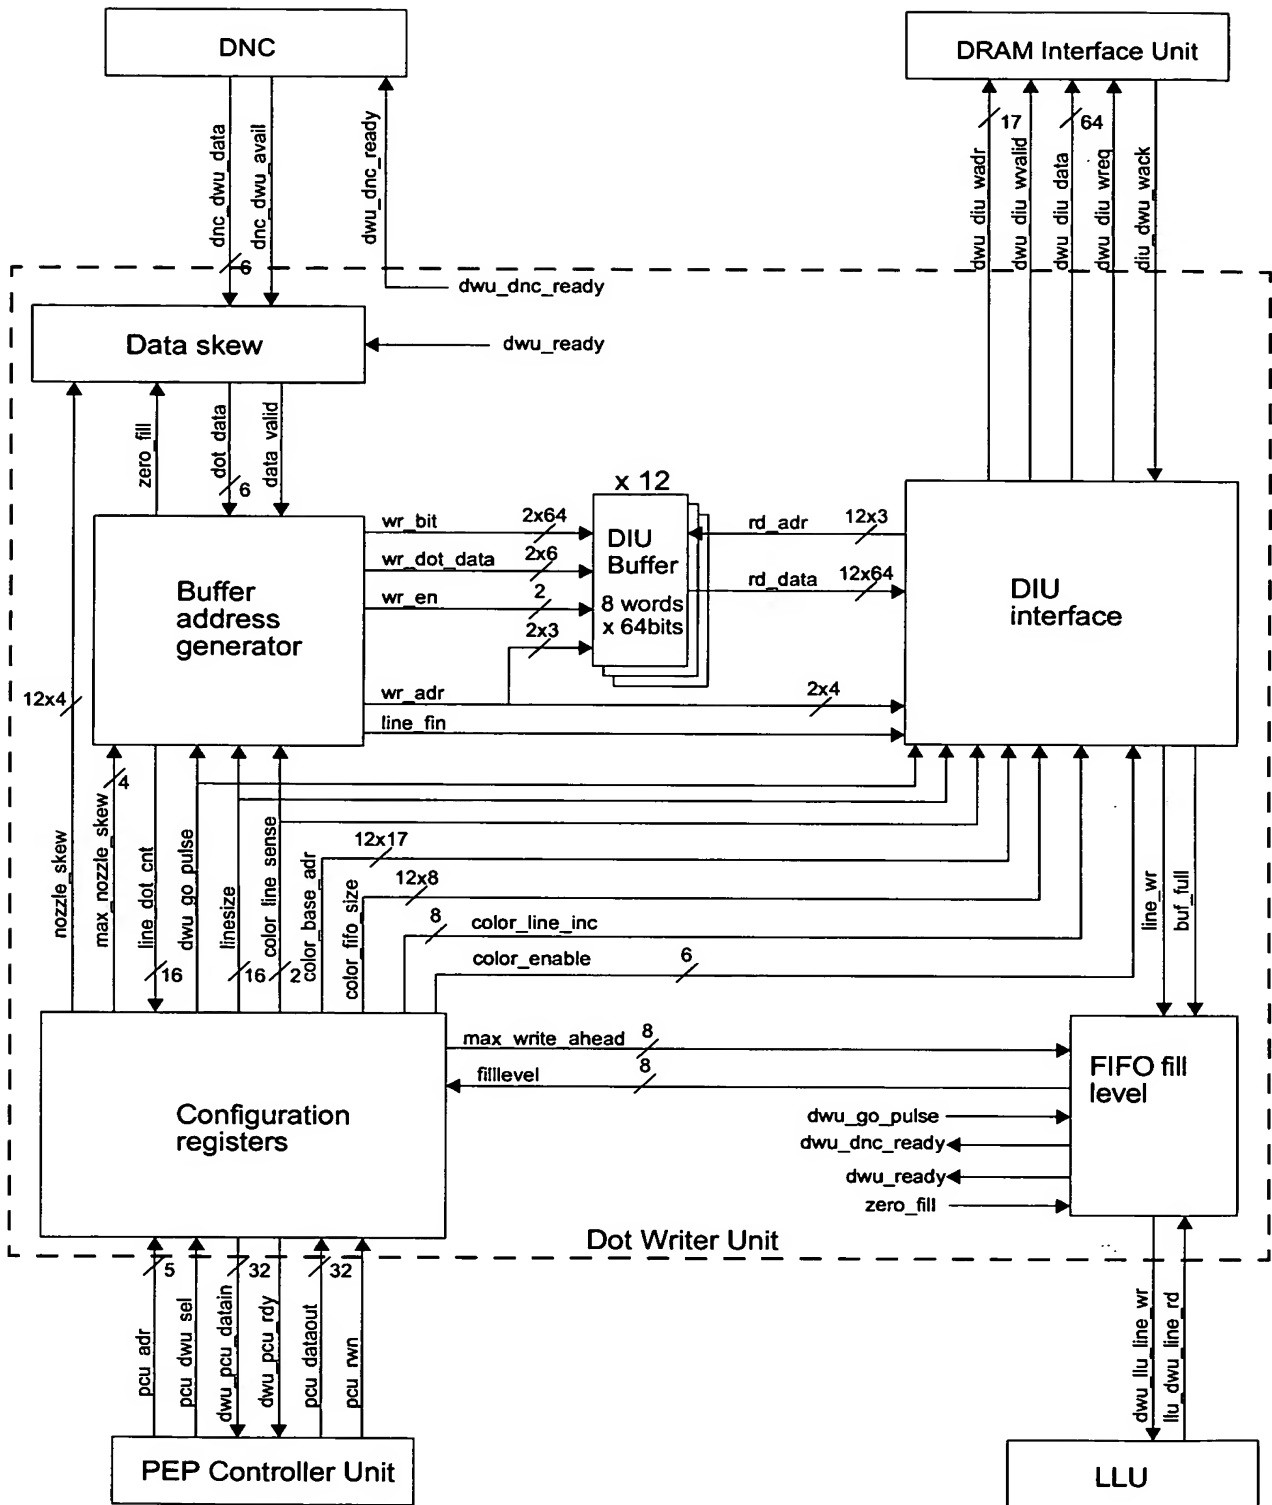 DNC
DRAM Interface Unit
dnc_dwu_data
dnc_dwu_avail
dwu_dnc_ready
6
17
64
dwu_diu_wadr
dwu_diu_wvalid
dwu_diu_data
dwu_diu_wreq
diu_dwu_wack
dwu_dnc_ready
Data skew
dwu_ready
zero_fill
dot_data
data_valid
6
x 12
wr_bit
2x64
DIU
Buffer
8 words
x 64bits
rd_adr
12x3
wr_dot_data
2x6
rd_data
12x64
wr_en
2
2x3
Buffer
address
generator
DIU
interface
wr_adr
2x4
line_fin
12x4
4
nozzle_skew
max_nozzle_skew
line_dot_cnt
16
dwu_go_pulse
linesize
16
color_line_sense
2
color_base_adr
12x17
color_fifo_size
12x8
8
color_line_inc
color_enable
6
line_wr
buf_full
max_write_ahead
8
filllevel
8
FIFO fill
level
Configuration
registers
dwu_go_pulse
dwu_dnc_ready
dwu_ready
zero_fill
Dot Writer Unit
5
32
32
pcu_adr
pcu_dwu_sel
dwu_pcu_datain
dwu_pcu_rdy
pcu_dataout
pcu_rwn
dwu_llu_line_wr
llu_dwu_line_rd
PEP Controller Unit
LLU